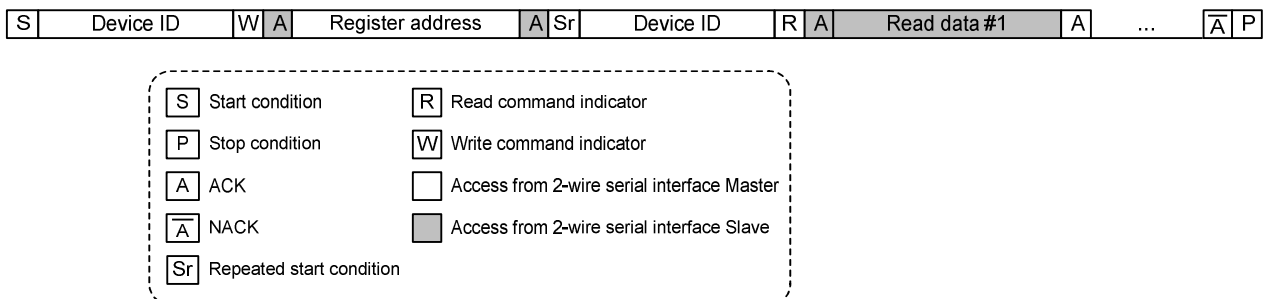 S Device ID W A Register address A Sr Device ID R A Read data #1 A ... A̅ P
S Start condition R Read command indicator
P Stop condition W Write command indicator
A ACK Access from 2-wire serial interface Master
A̅ NACK Access from 2-wire serial interface Slave
Sr Repeated start condition